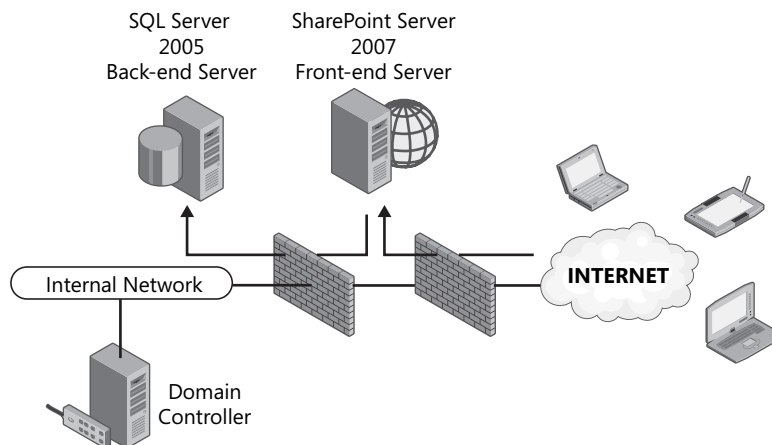 SQL Server
2005
Back-end Server
SharePoint Server
2007
Front-end Server
INTERNET
Internal Network
Domain
Controller